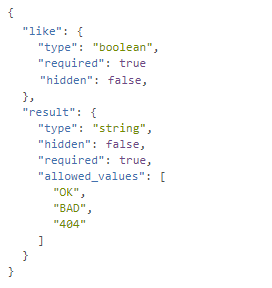 {
"like": {
"type": "boolean",
"required": true
"hidden": false,
},
"result": {
"type": "string",
"hidden": false,
"required": true,
"allowed_values": [
"OK",
"BAD",
"404"
]
}
}